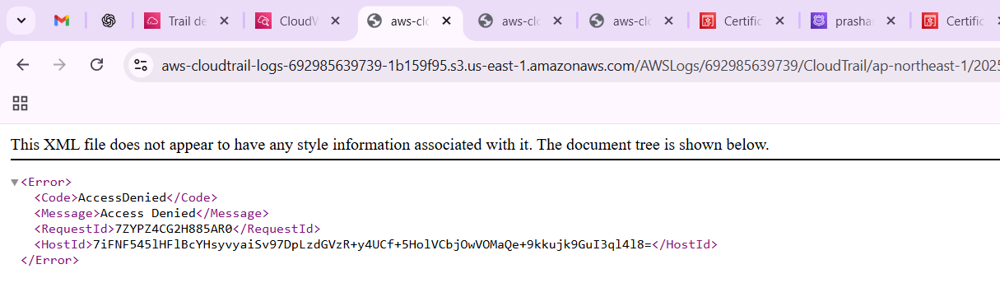 Trail de
CloudW
aws-clo
aws-clo
aws-clo
Certific
prashan
Certific
aws-cloudtrail-logs-692985639739-1b159f95.s3.us-east-1.amazonaws.com/AWSLogs/692985639739/CloudTrail/ap-northeast-1/2025
This XML file does not appear to have any style information associated with it. The document tree is shown below.
<Error>
<Code>AccessDenied</Code>
<Message>Access Denied</Message>
<RequestId>7ZYPZ4CG2H885AR0</RequestId>
<HostId>7iFNF545lHFlBcYHsyvyaiSv97DpLzdGVzR+y4UCf+5HolVCbjOwVOMaQe+9kkujk9GuI3ql4l8=</HostId>
</Error>